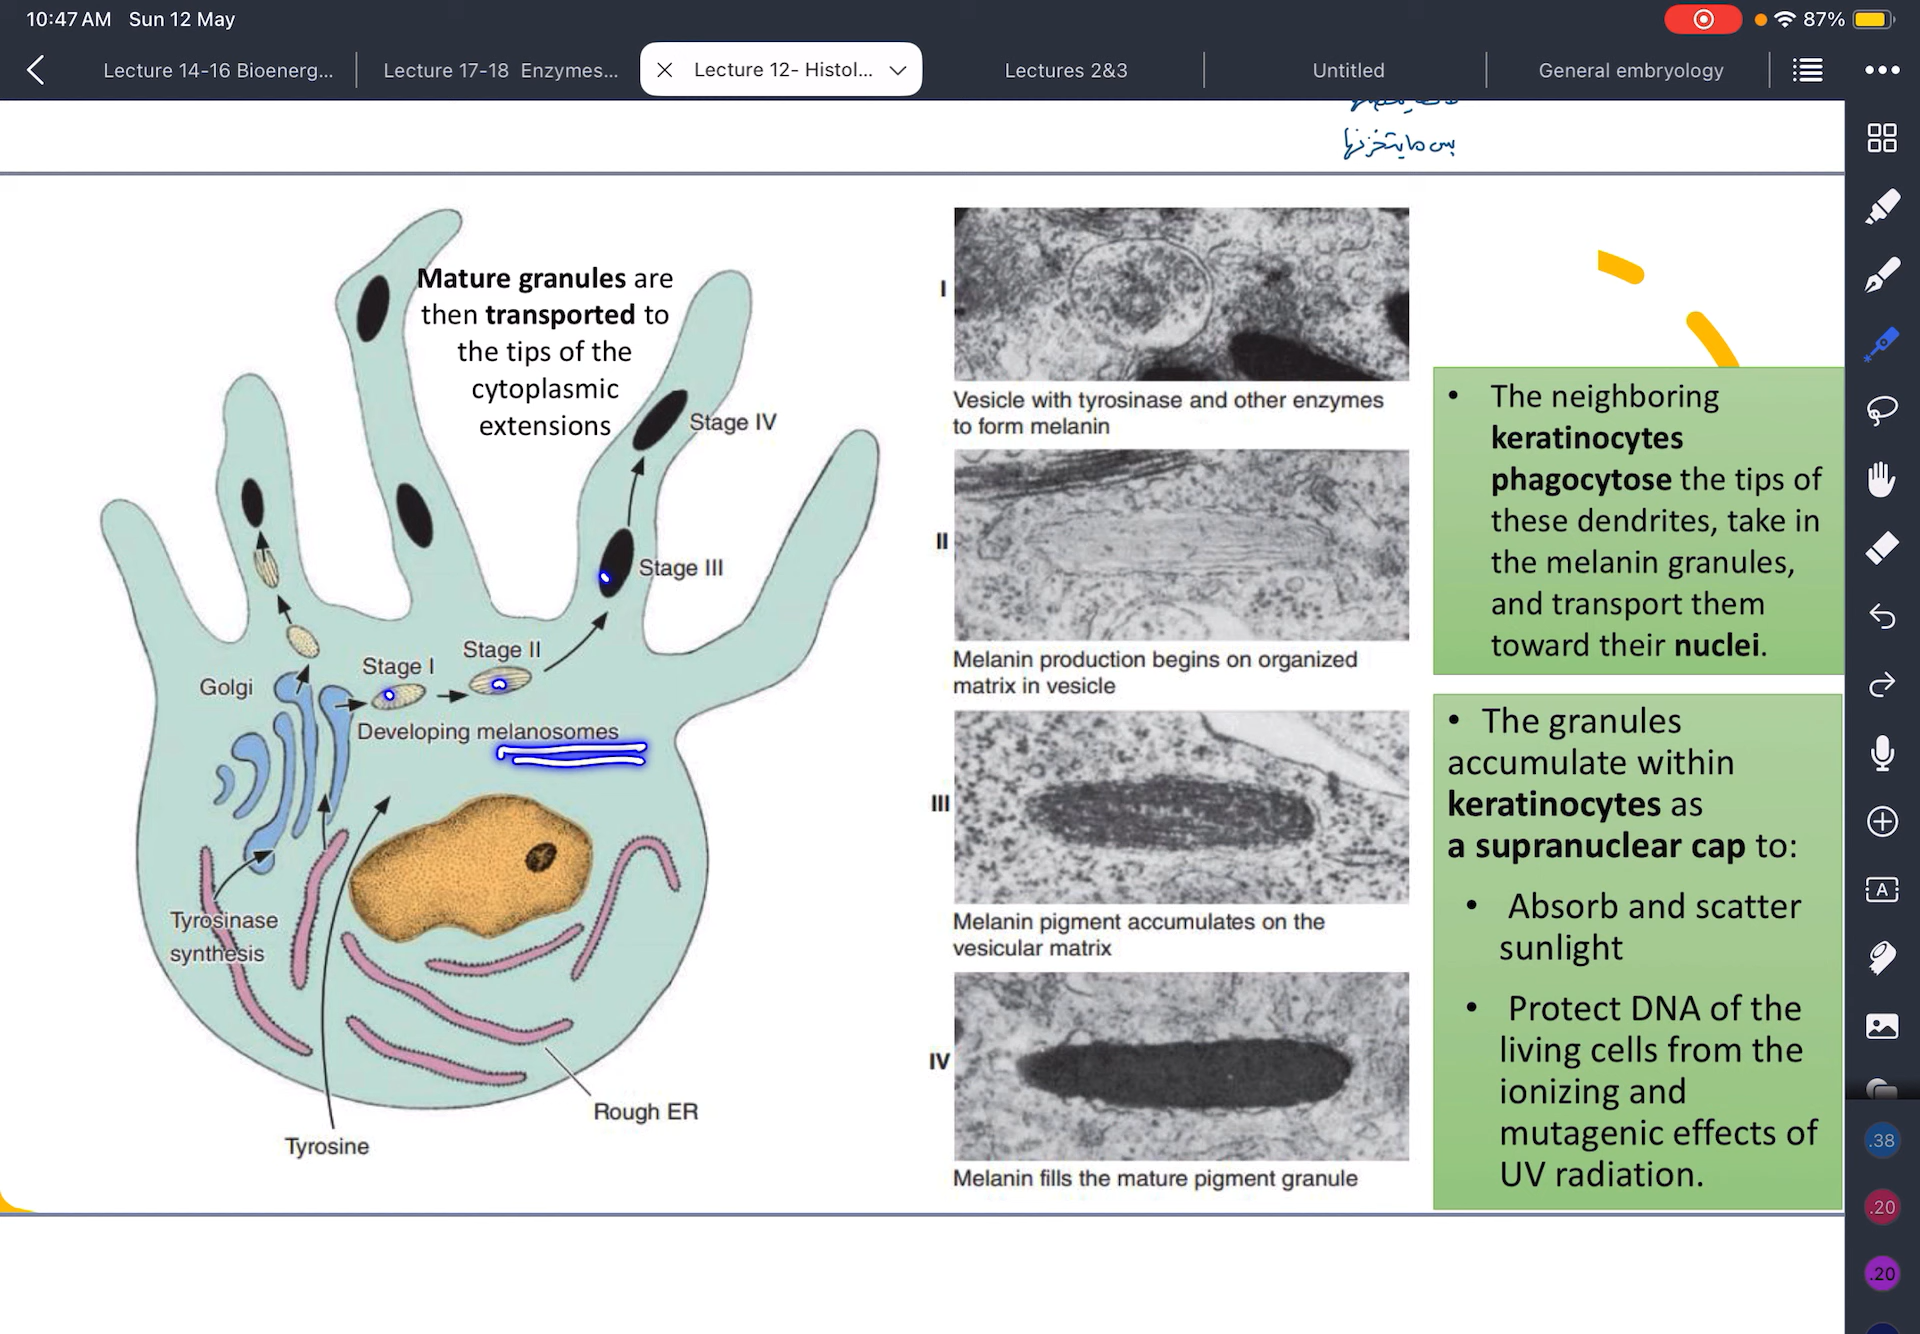 10:47 AM Sun 12 May
87%
Lecture 14-16 Bioenerg...
Lecture 17-18 Enzymes...
Lecture 12- Histol...
Lectures 2&3
Untitled
General embryology
بس ما يتخزنها
Mature granules are
then transported to
the tips of the
cytoplasmic
extensions
Stage IV
Stage III
Stage II
Stage I
Golgi
Developing melanosomes
Tyrosinase
synthesis
Rough ER
Tyrosine
I
Vesicle with tyrosinase and other enzymes
to form melanin
II
Melanin production begins on organized
matrix in vesicle
III
Melanin pigment accumulates on the
vesicular matrix
IV
Melanin fills the mature pigment granule
• The neighboring
keratinocytes
phagocytose the tips of
these dendrites, take in
the melanin granules,
and transport them
toward their nuclei.
• The granules
accumulate within
keratinocytes as
a supranuclear cap to:
• Absorb and scatter
sunlight
• Protect DNA of the
living cells from the
ionizing and
mutagenic effects of
UV radiation.
A
.38
.20
.20